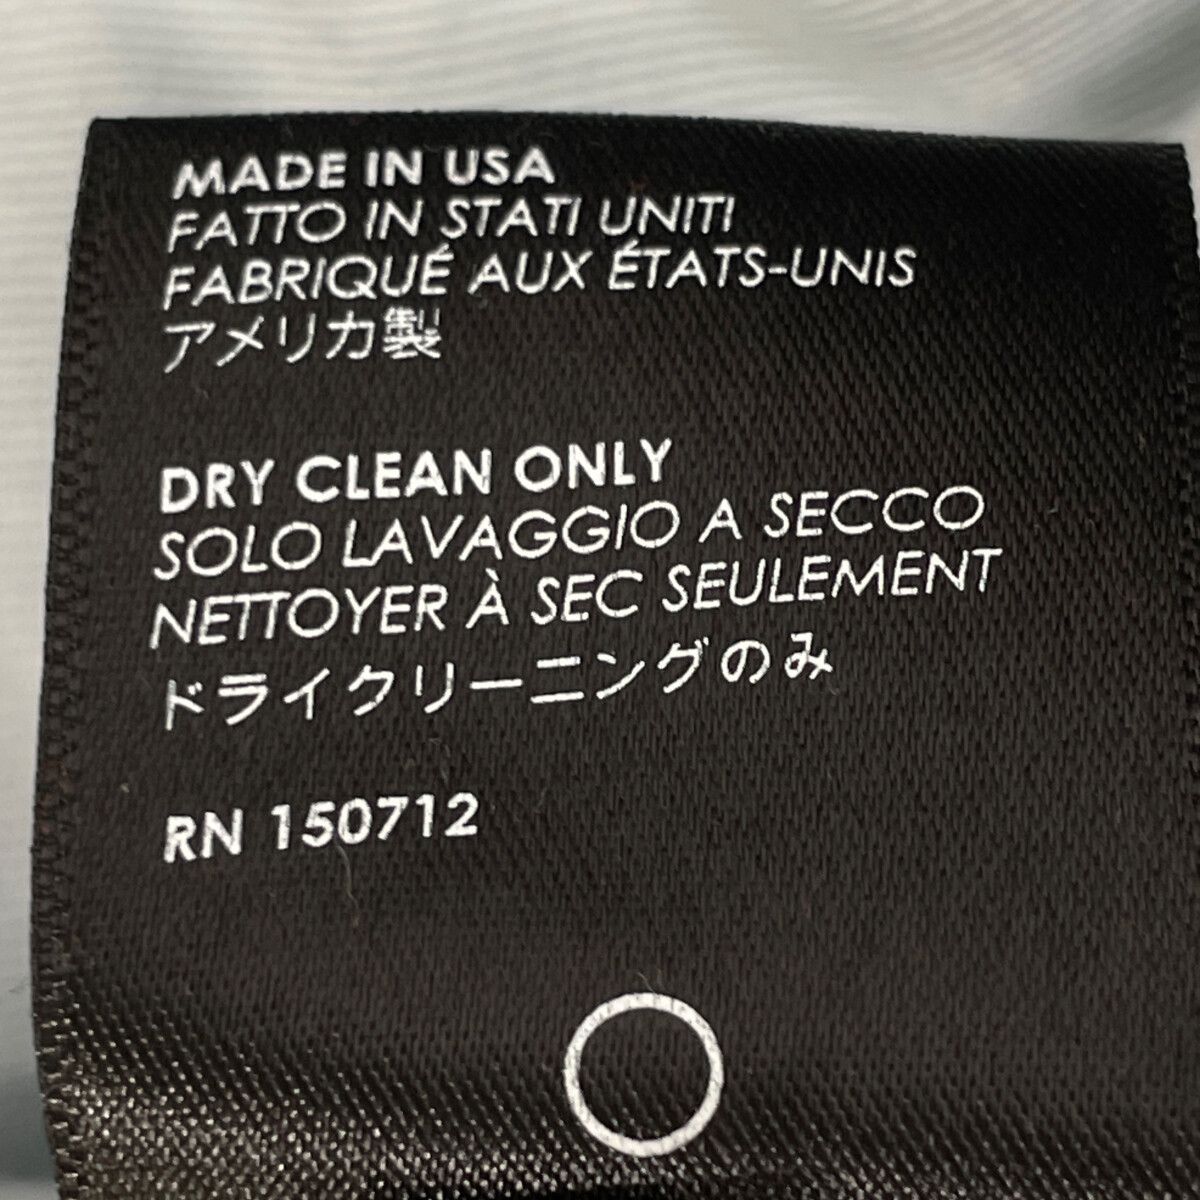 MADE IN USA
FATTO IN STATI UNITI
FABRIQUÉ AUX ÉTATS-UNIS
アメリカ製
DRY CLEAN ONLY
SOLO LAVAGGIO A SECCO
NETTOYER À SEC SEULEMENT
ドライクリーニングのみ
RN 150712